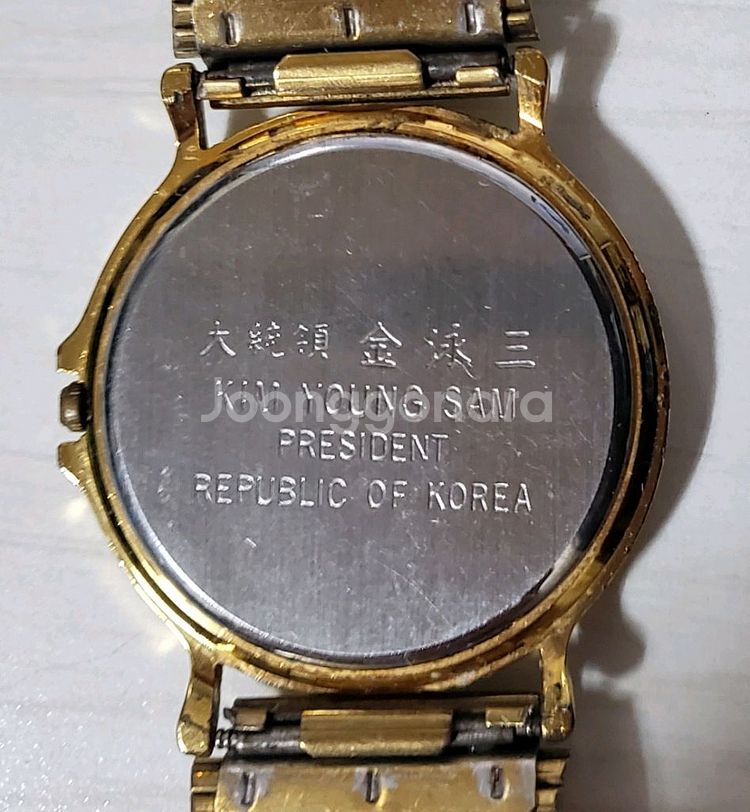 大統領 金泳三
KIM YOUNG SAM
Joonggonara
PRESIDENT
REPUBLIC OF KOREA